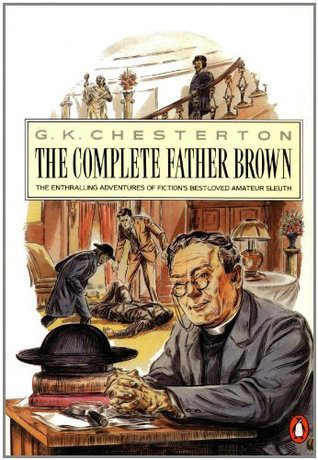 G.K. CHESTERTON
THE COMPLETE FATHER BROWN
THE ENTHRALLING ADVENTURES OF FICTION'S BEST-LOVED AMATEUR SLEUTH